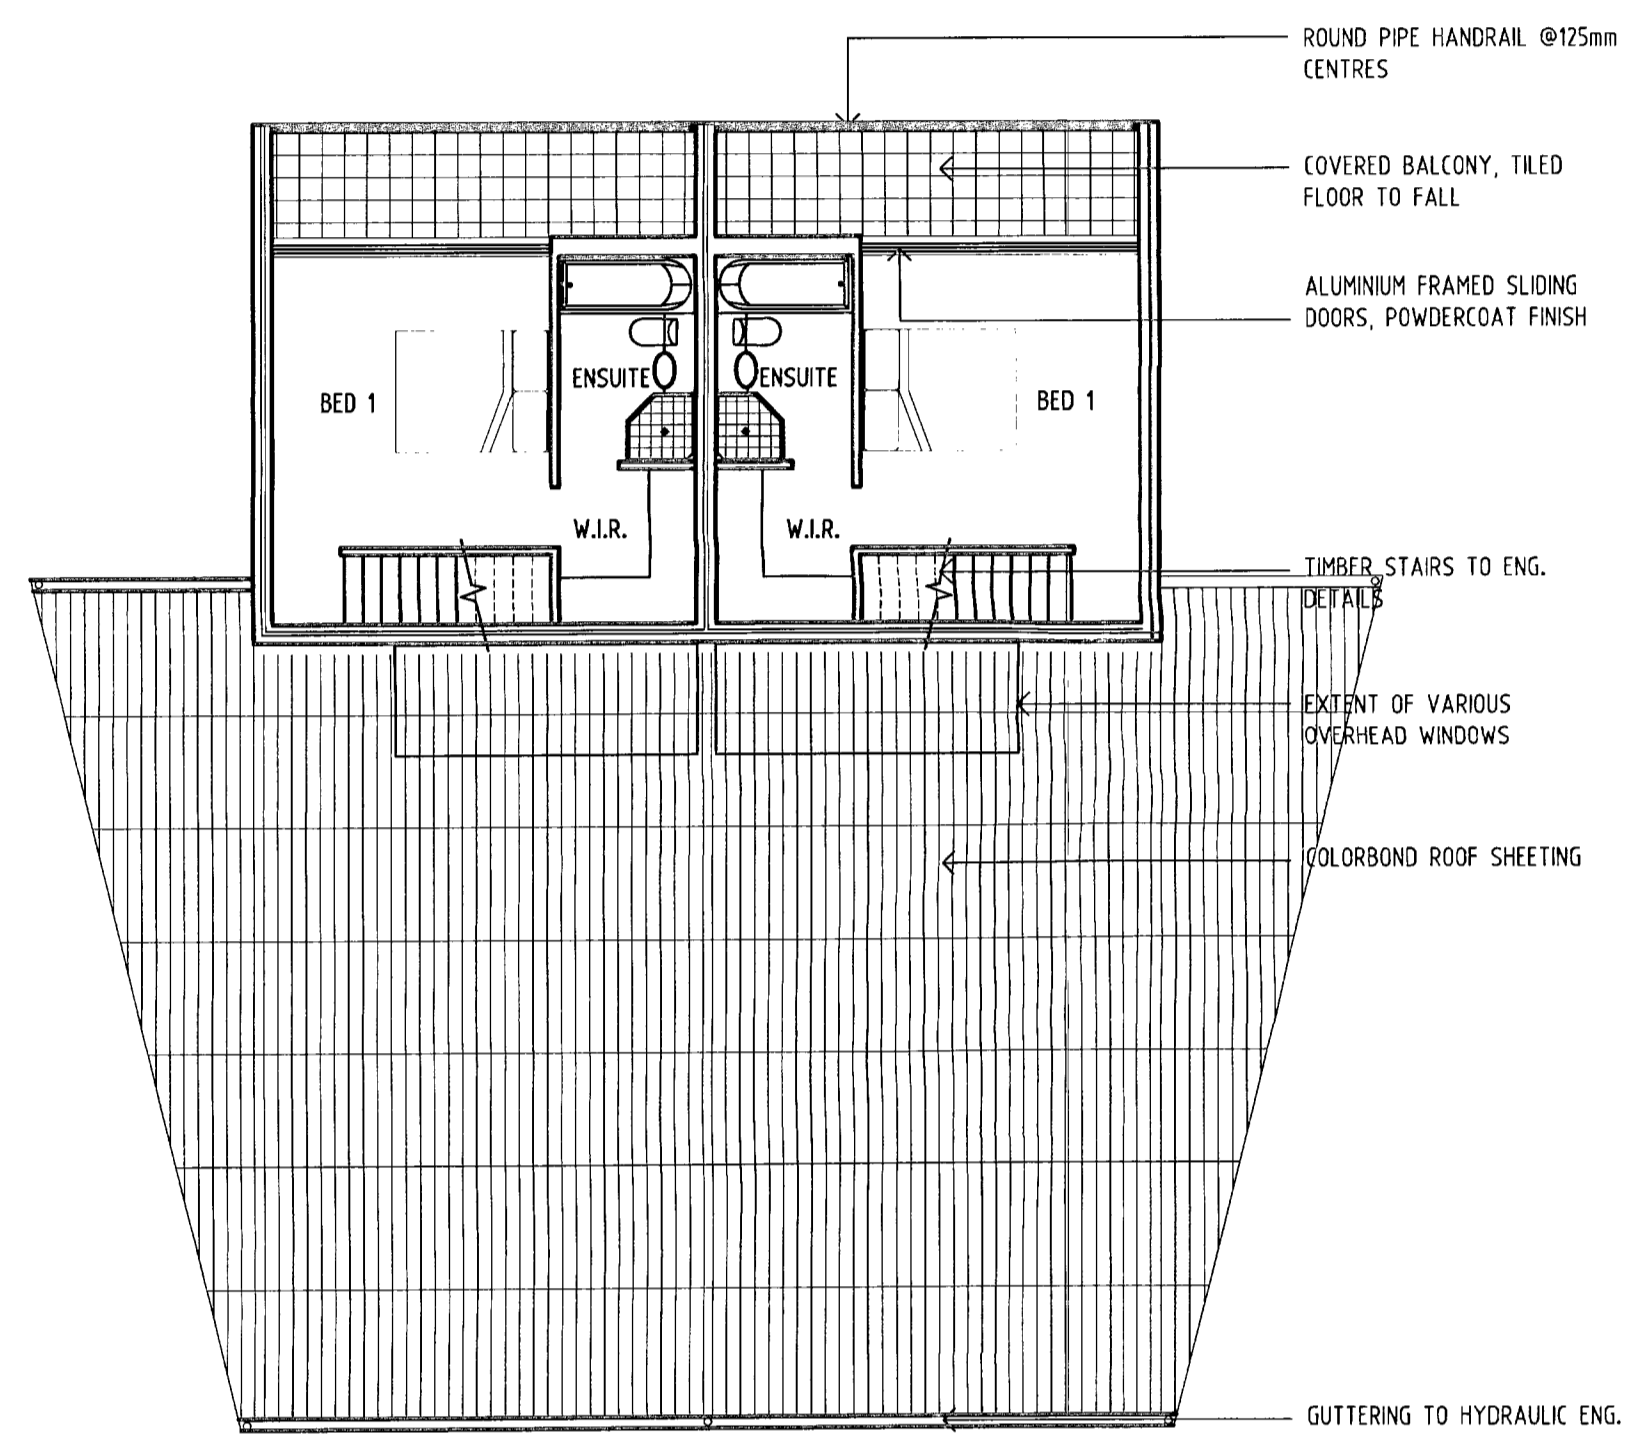 ROUND PIPE HANDRAIL @125mm
CENTRES
COVERED BALCONY, TILED
FLOOR TO FALL
ALUMINIUM FRAMED SLIDING
DOORS, POWDERCOAT FINISH
ENSUITE
ENSUITE
BED 1
BED 1
W.I.R.
W.I.R.
TIMBER STAIRS TO ENG.
DETAILS
EXTENT OF VARIOUS
OVERHEAD WINDOWS
COLORBOND ROOF SHEETING
GUTTERING TO HYDRAULIC ENG.